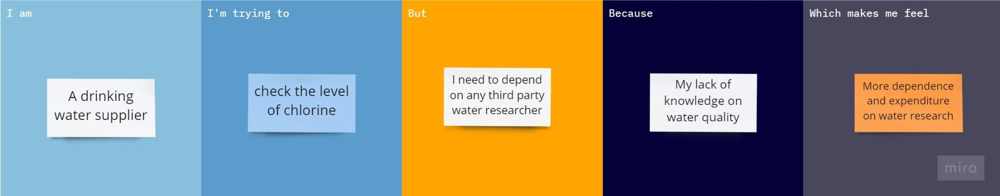 I am
A drinking
water supplier
I'm trying to
check the level
of chlorine
But
I need to depend
on any third party
water researcher
Because
My lack of
knowledge on
water quality
Which makes me feel
More dependence
and expenditure
on water research
miro